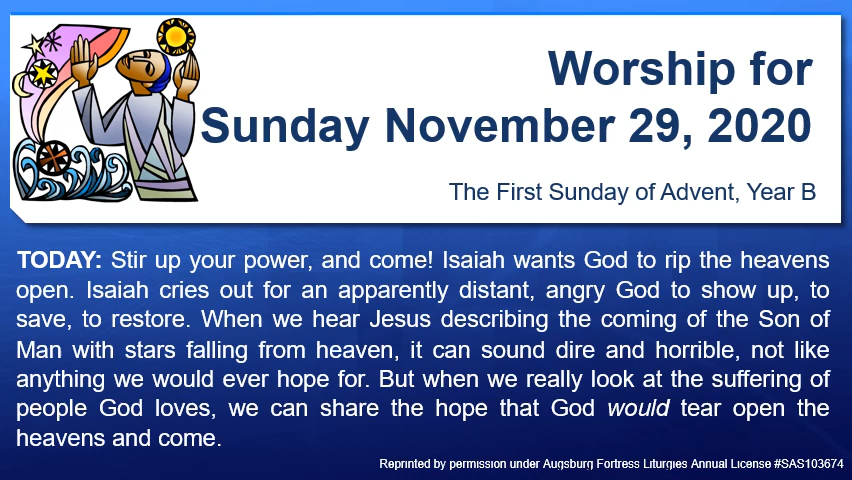 Worship for
Sunday November 29, 2020
The First Sunday of Advent, Year B
TODAY: Stir up your power, and come! Isaiah wants God to rip the heavens
open. Isaiah cries out for an apparently distant, angry God to show up, to
save, to restore. When we hear Jesus describing the coming of the Son of
Man with stars falling from heaven, it can sound dire and horrible, not like
anything we would ever hope for. But when we really look at the suffering of
people God loves, we can share the hope that God would tear open the
heavens and come.
Reprinted by permission under Augsburg Fortress Liturgies Annual License #SAS103674